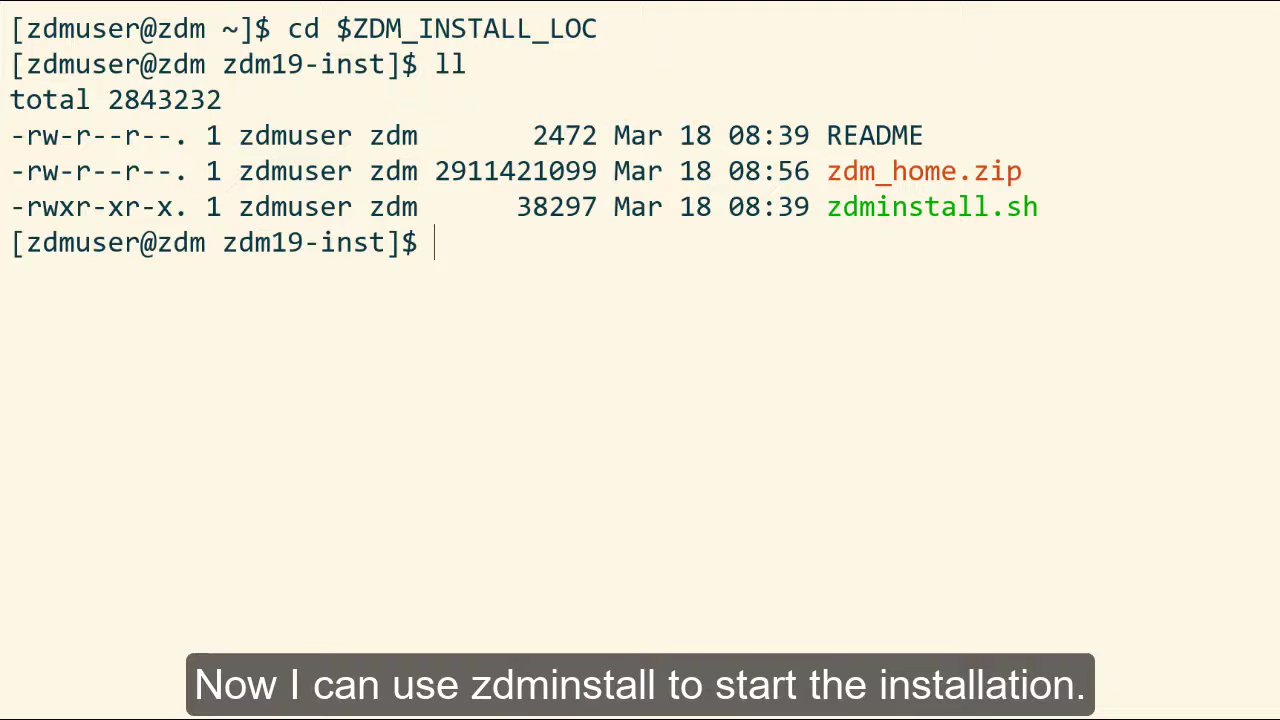 [zdmuser@zdm ~]$ cd $ZDM_INSTALL_LOC
[zdmuser@zdm zdm19-inst]$ ll
total 2843232
-rw-r--r--. 1 zdmuser zdm       2472 Mar 18 08:39 README
-rw-r--r--. 1 zdmuser zdm 2911421099 Mar 18 08:56 zdm_home.zip
-rwxr-xr-x. 1 zdmuser zdm      38297 Mar 18 08:39 zdminstall.sh
[zdmuser@zdm zdm19-inst]$
Now I can use zdminstall to start the installation.